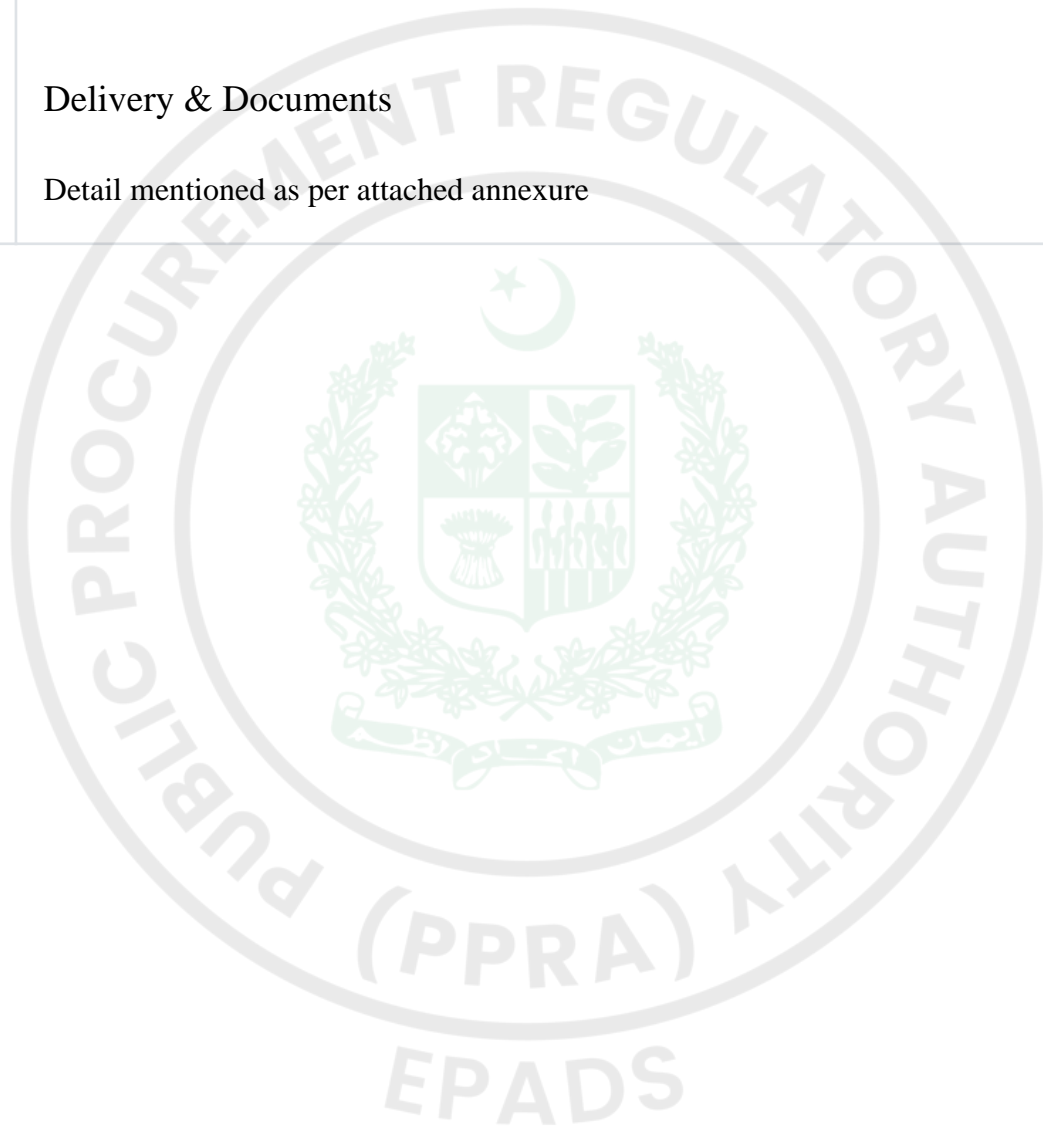 Delivery & Documents
Detail mentioned as per attached annexure
PUBLIC PROCUREMENT REGULATORY AUTHORITY
(PPRA)
EPADS